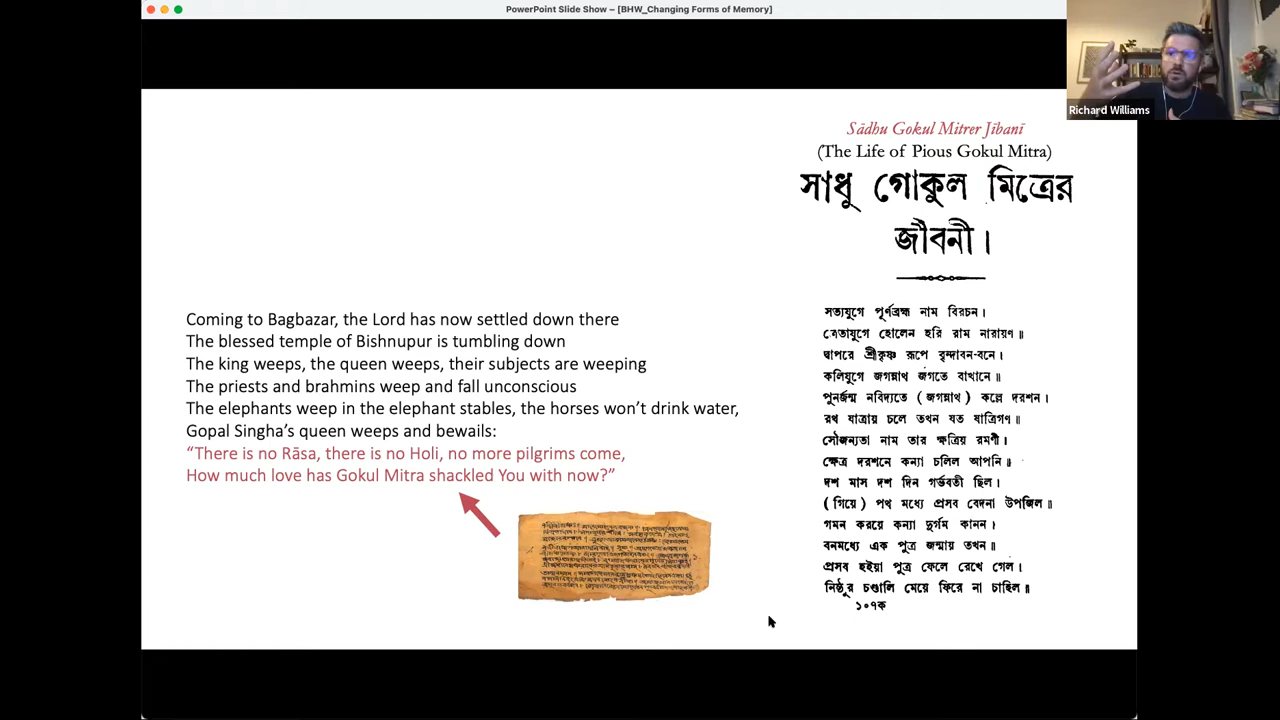 PowerPoint Slide Show – [BHW_Changing Forms of Memory]
Richard Williams
Sādhu Gokul Mitrer Jībanī
(The Life of Pious Gokul Mitra)
সাধু গোকুল মিত্রের
জীবনী।
Coming to Bagbazar, the Lord has now settled down there
The blessed temple of Bishnupur is tumbling down
The king weeps, the queen weeps, their subjects are weeping
The priests and brahmins weep and fall unconscious
The elephants weep in the elephant stables, the horses won’t drink water,
Gopal Singha’s queen weeps and bewails:
“There is no Rāsa, there is no Holi, no more pilgrims come,
How much love has Gokul Mitra shackled You with now?”
সত্যযুগে পূর্ণব্রহ্ম নাম বিরচন।
ত্রেতাযুগে হোলেন হরি রাম নারায়ণ॥
দ্বাপরে শ্রীকৃষ্ণ রূপে বৃন্দাবন-বনে।
কলিযুগে জগন্নাথ জগতে বাখানে॥
পুনর্জন্ম নবিদ্যতে (জগন্নাথ) কল্লে দরশন।
রথ যাত্রায় চলে তখন যত যাত্রিগণ॥
সৌজন্যতা নাম তার ক্ষত্রিয় রমণী।
ক্ষেত্র দরশনে কন্যা চলিল আপনি॥
দশ মাস দশ দিন গর্ভবতী ছিল।
(গিয়ে) পথ মধ্যে প্রসব বেদনা উপজিল॥
গমন করয়ে কন্যা দুর্গম কানন।
বনমধ্যে এক পুত্র জন্মায় তখন॥
প্রসব হইয়া পুত্র ফেলে রেখে গেল।
নিষ্ঠুর চণ্ডালি মেয়ে ফিরে না চাহিল॥
১০৭ক